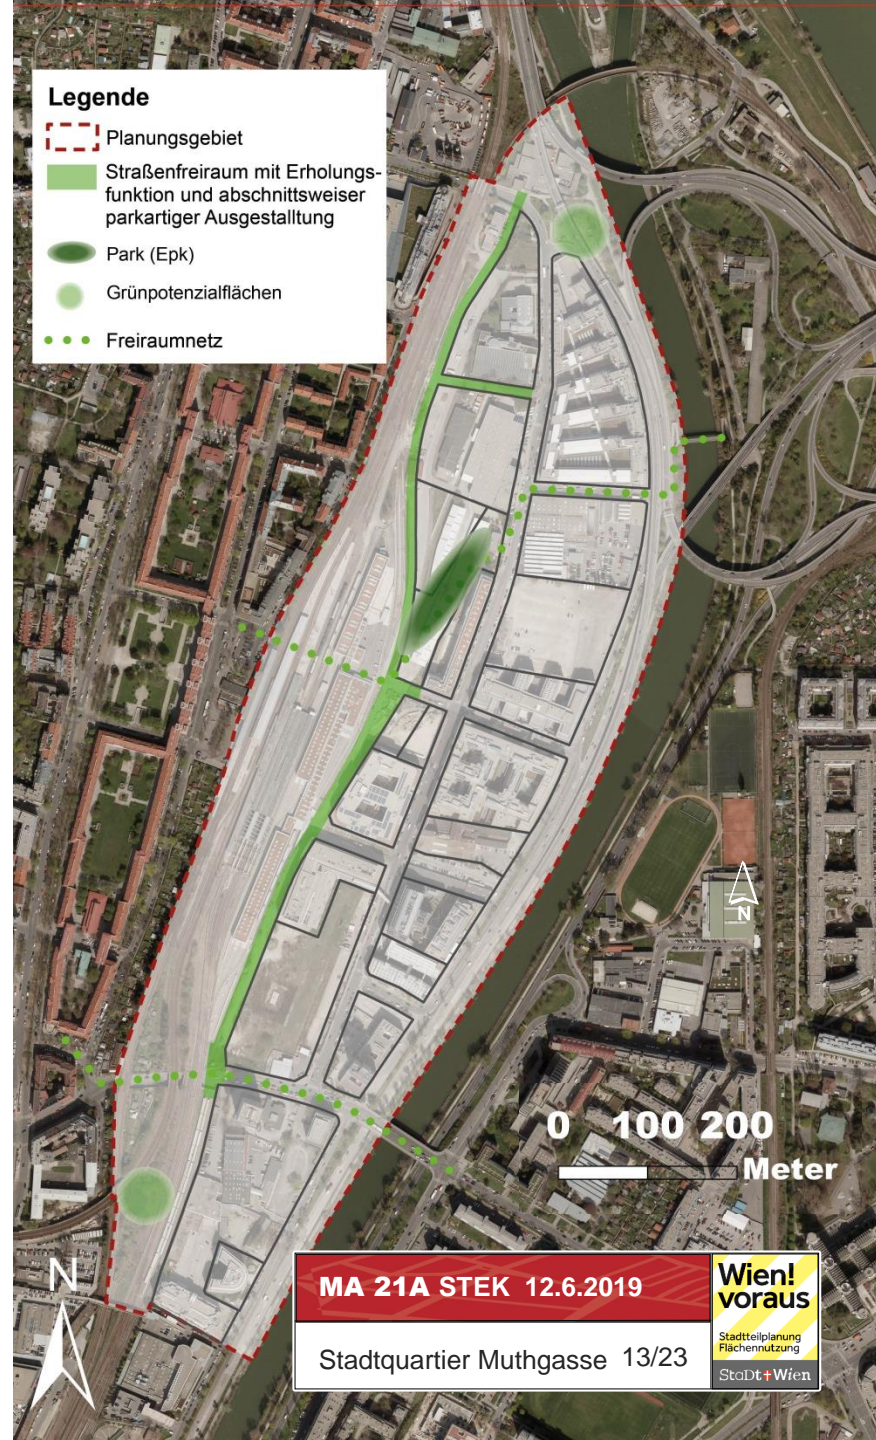 Legende
Planungsgebiet
Straßenfreiraum mit Erholungs-
funktion und abschnittsweiser
parkartiger Ausgestalltung
Park (Epk)
Grünpotenzialflächen
Freiraumnetz
N
0 100 200
Meter
N
MA 21A STEK 12.6.2019
Stadtquartier Muthgasse 13/23
Wien!
voraus
Stadtteilplanung
Flächennutzung
StaDt Wien